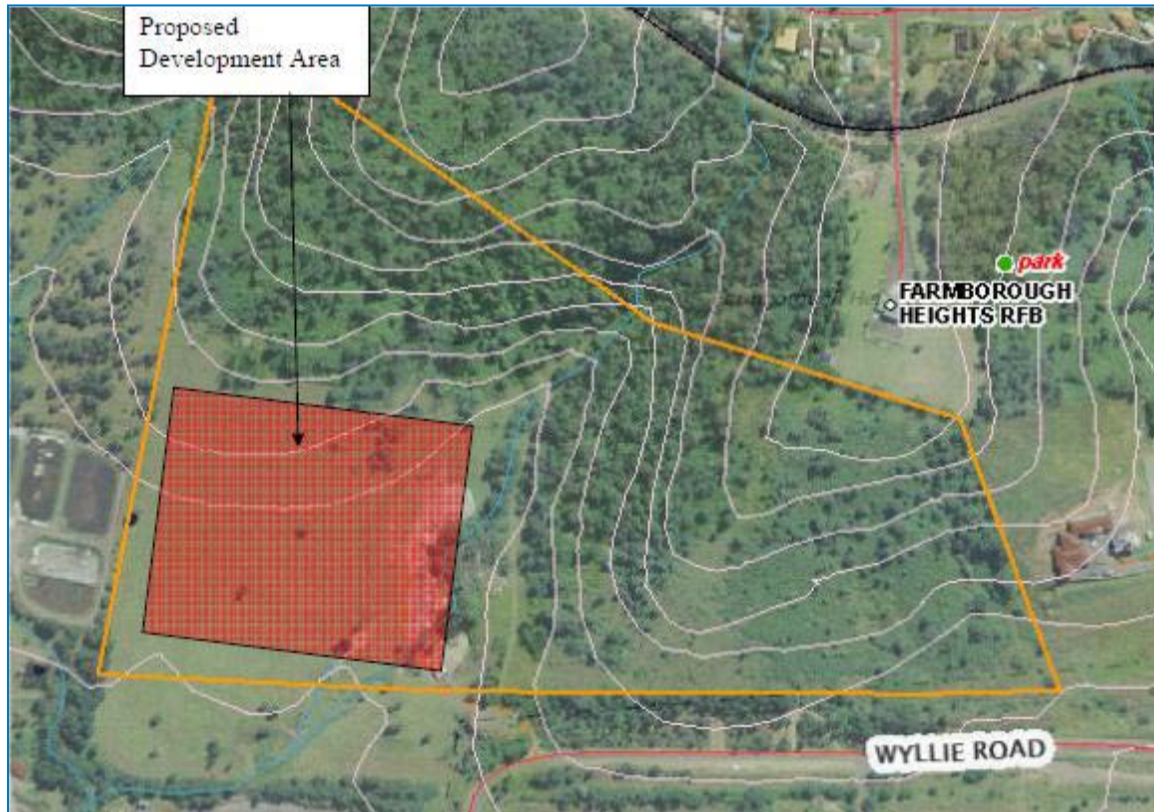 Proposed
Development Area
park
FARMBOROUGH
HEIGHTS RFB
WYLLIE ROAD